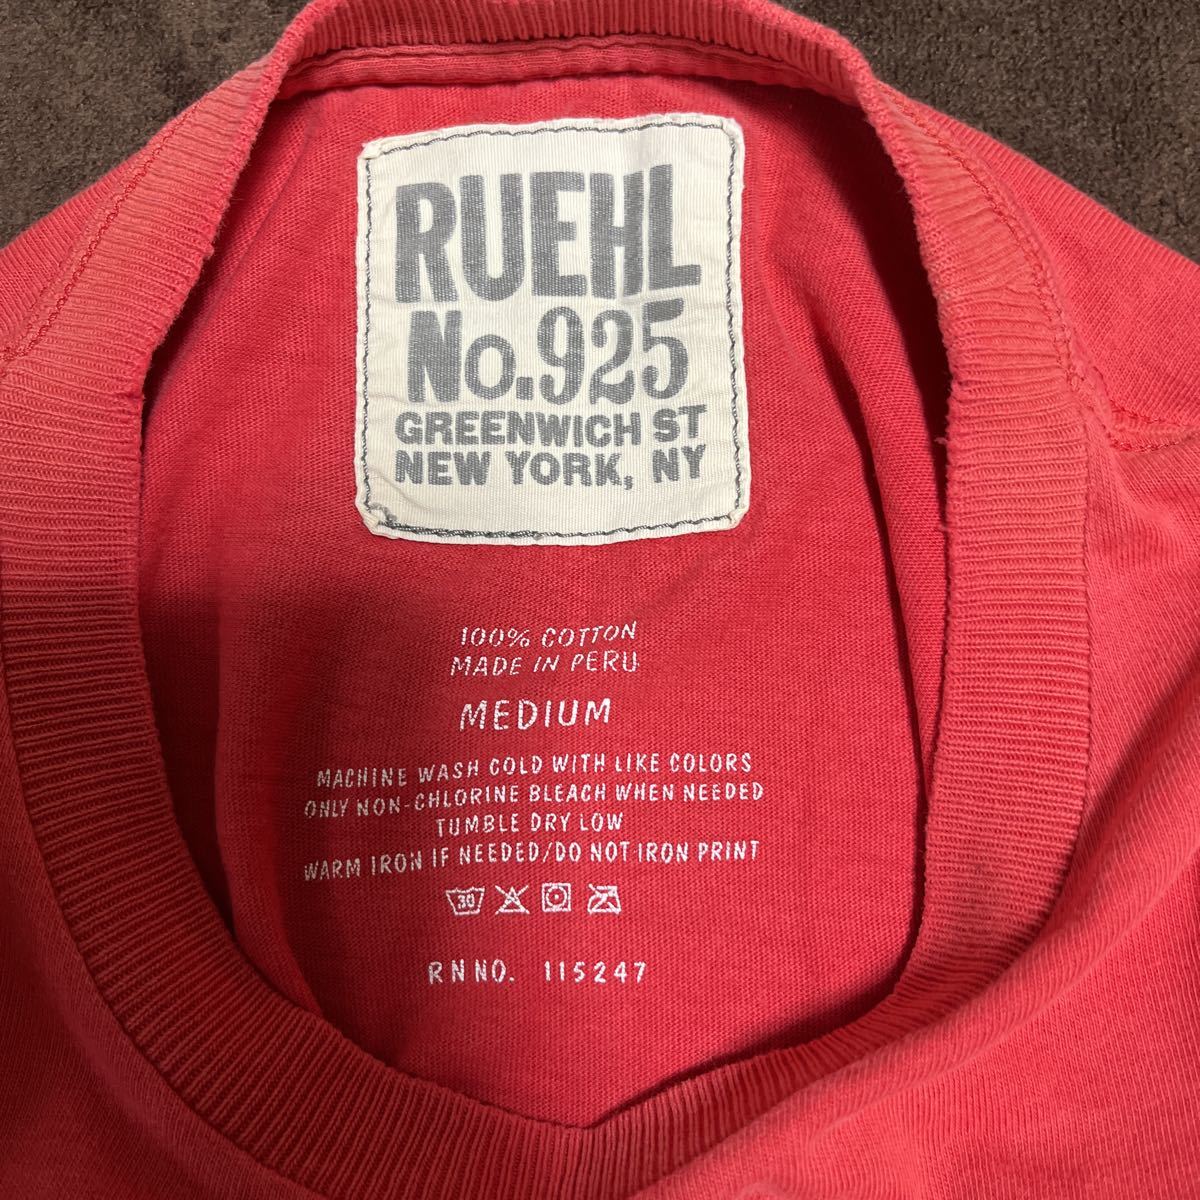 RUEHL
No.925
GREENWICH ST
NEW YORK, NY
100% COTTON
MADE IN PERU
MEDIUM
MACHINE WASH COLD WITH LIKE COLORS
ONLY NON-CHLORINE BLEACH WHEN NEEDED
TUMBLE DRY LOW
WARM IRON IF NEEDED/DO NOT IRON PRINT
30
RN NO. 115247